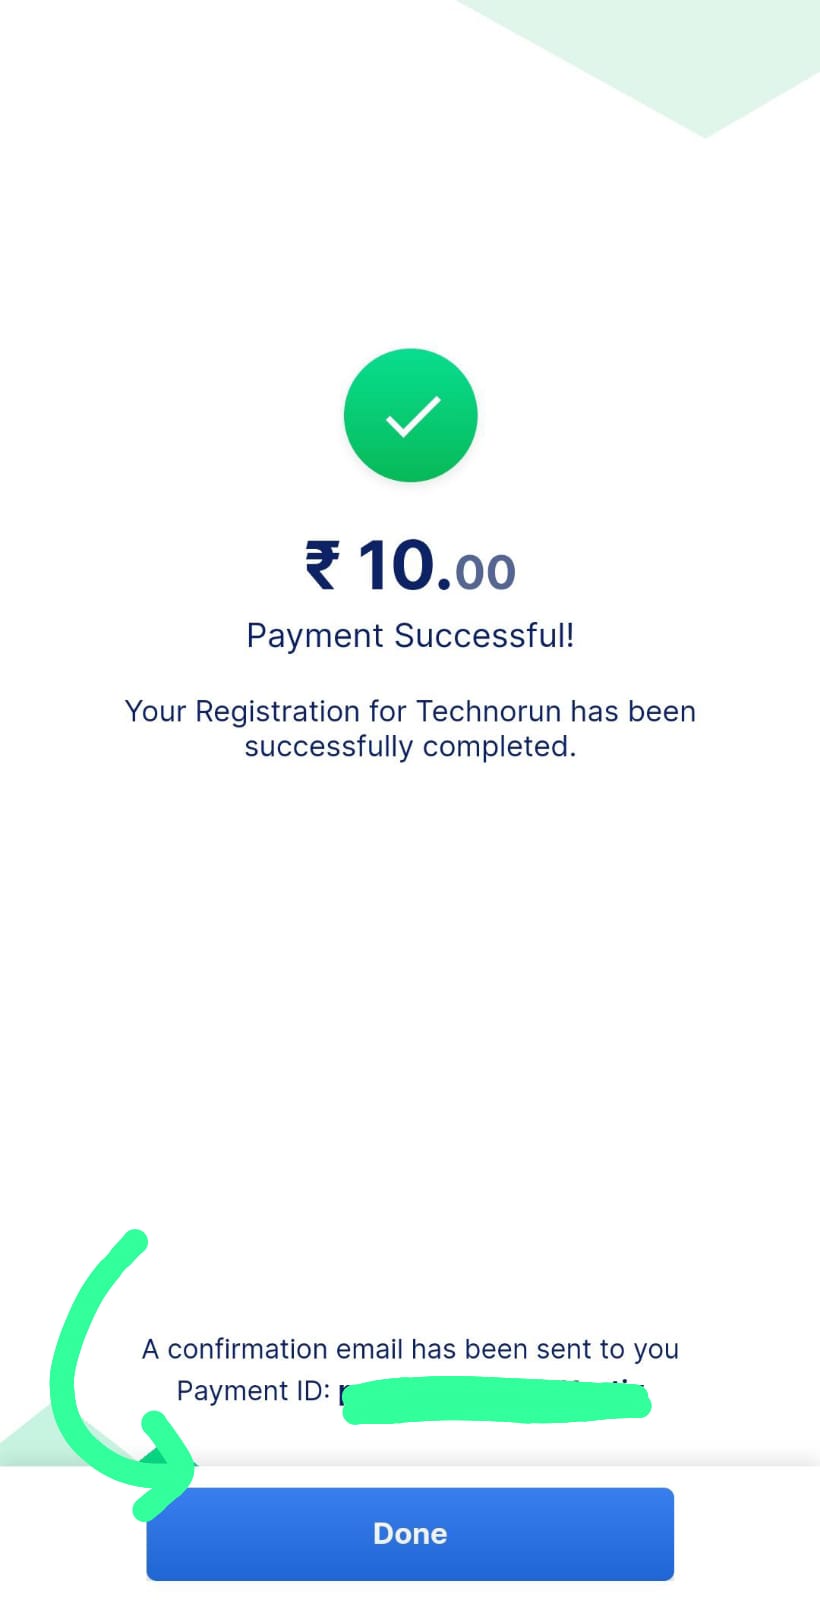 ₹ 10.00
Payment Successful!
Your Registration for Technorun has been
successfully completed.
A confirmation email has been sent to you
Payment ID:
Done